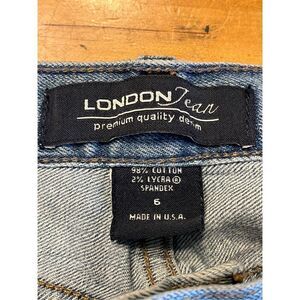 LONDON Jean
premium quality denim
98% COTTON
2% LYCRA ®
SPANDEX
6
MADE IN U.S.A.